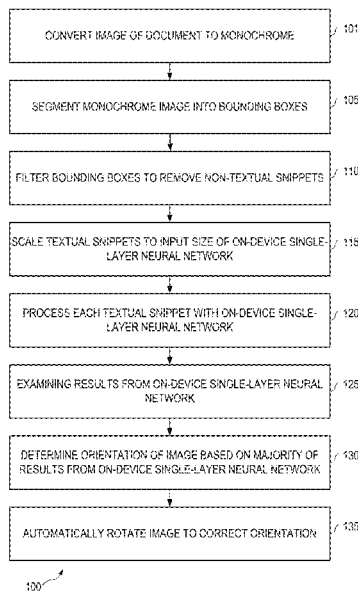 CONVERT IMAGE OF DOCUMENT TO MONOCHROME
101
SEGMENT MONOCHROME IMAGE INTO BOUNDING BOXES
105
FILTER BOUNDING BOXES TO REMOVE NON-TEXTUAL SNIPPETS
110
SCALE TEXTUAL SNIPPETS TO INPUT SIZE OF ON-DEVICE SINGLE-
LAYER NEURAL NETWORK
115
PROCESS EACH TEXTUAL SNIPPET WITH ON-DEVICE SINGLE-
LAYER NEURAL NETWORK
120
EXAMINING RESULTS FROM ON-DEVICE SINGLE-LAYER NEURAL
NETWORK
125
DETERMINE ORIENTATION OF IMAGE BASED ON MAJORITY OF
RESULTS FROM ON-DEVICE SINGLE-LAYER NEURAL NETWORK
130
AUTOMATICALLY ROTATE IMAGE TO CORRECT ORIENTATION
135
100